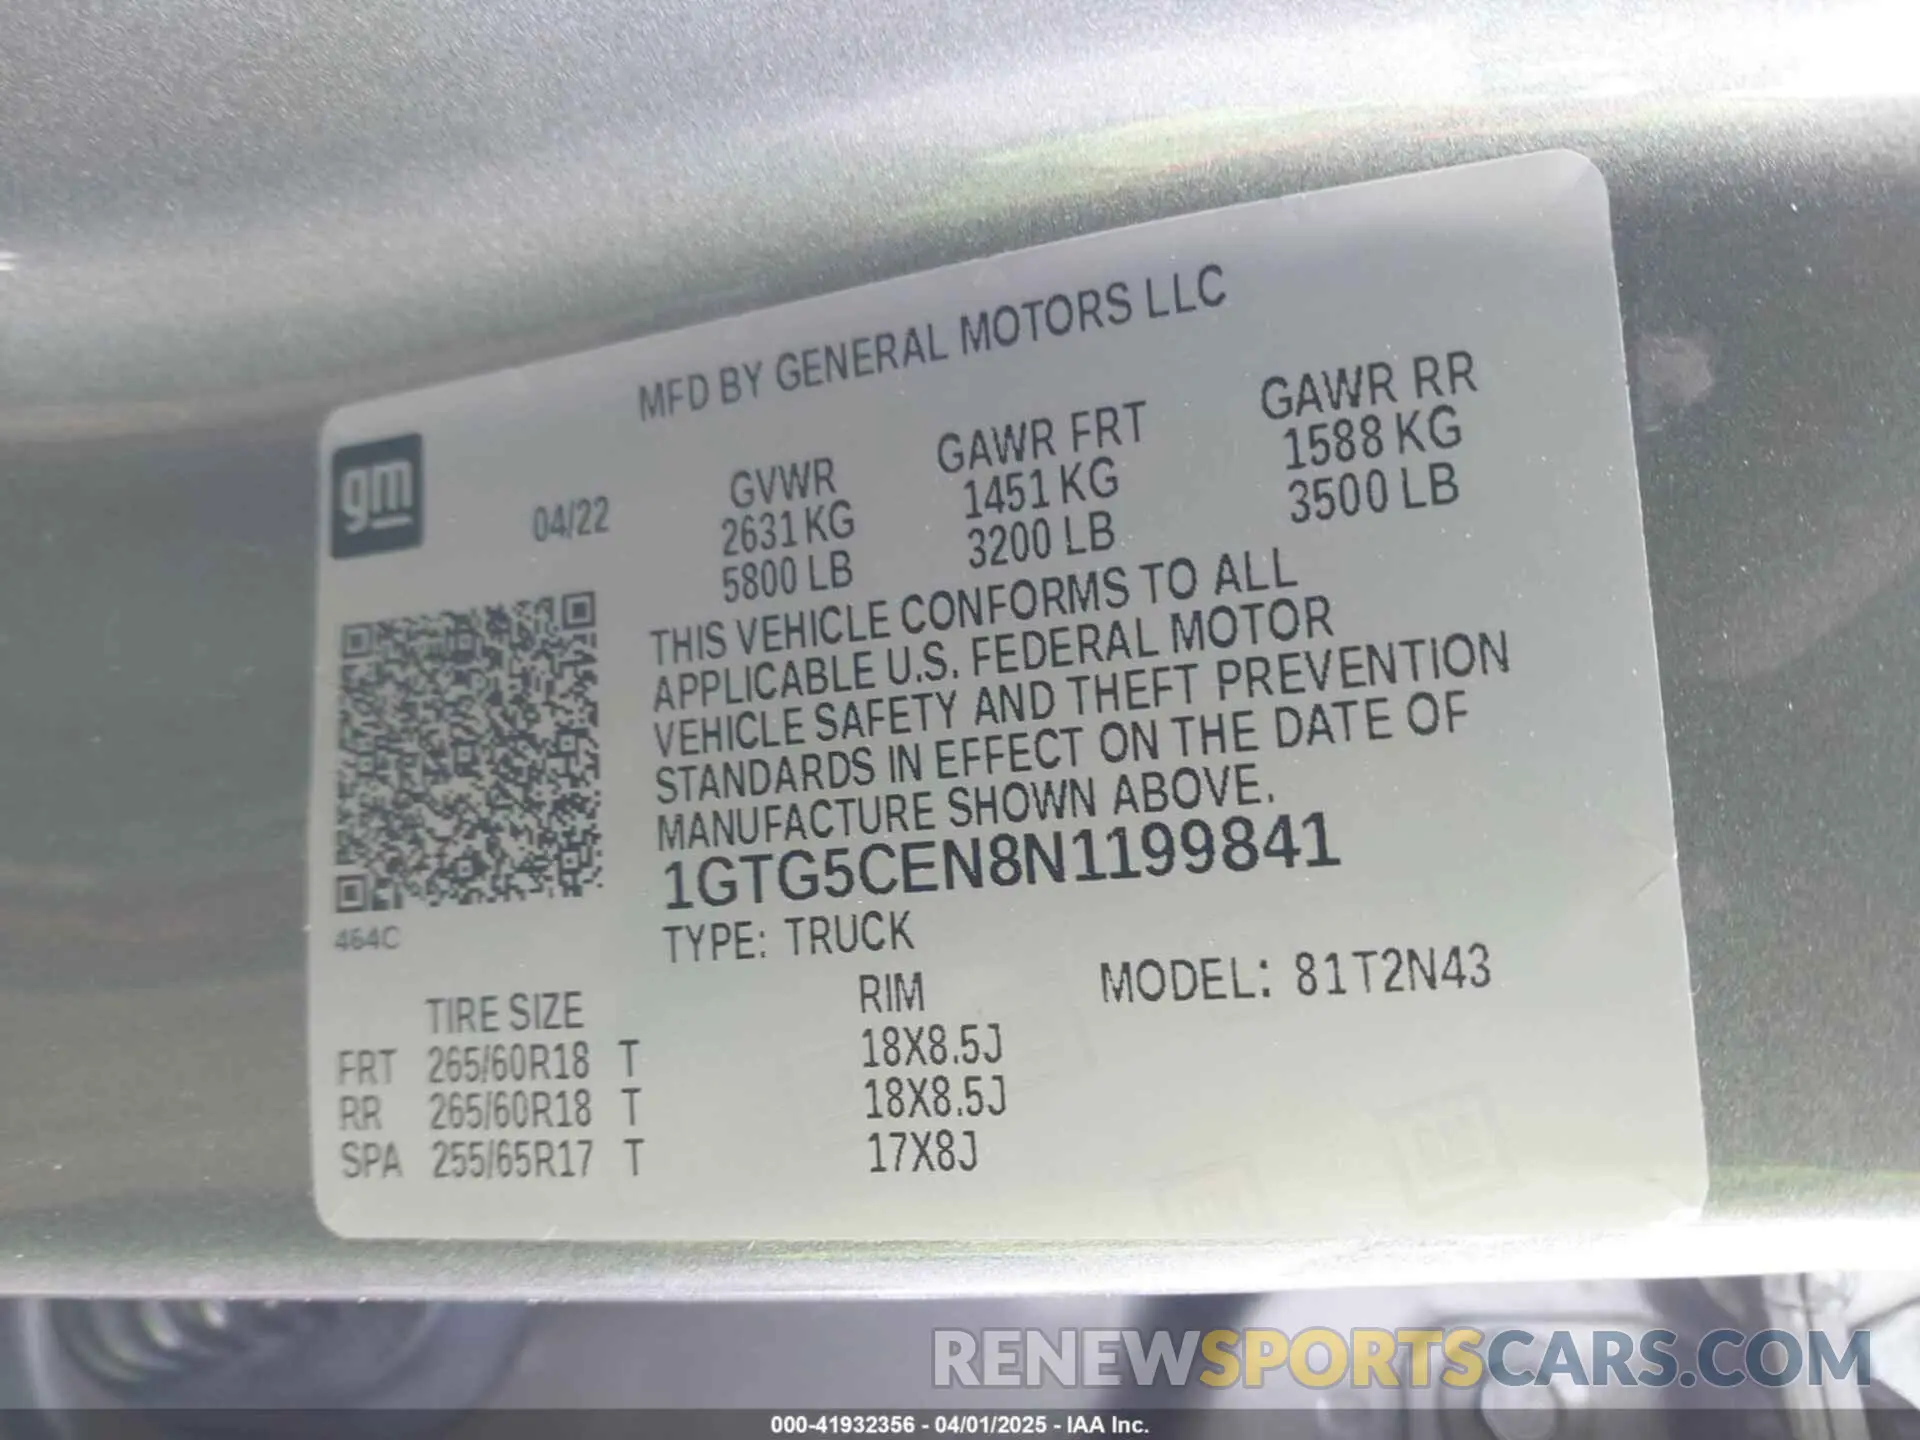 MFD BY GENERAL MOTORS LLC
gm
04/22
GVWR
2631 KG
5800 LB
GAWR FRT
1451 KG
3200 LB
GAWR RR
1588 KG
3500 LB
THIS VEHICLE CONFORMS TO ALL
APPLICABLE U.S. FEDERAL MOTOR
VEHICLE SAFETY AND THEFT PREVENTION
STANDARDS IN EFFECT ON THE DATE OF
MANUFACTURE SHOWN ABOVE.
1GTG5CEN8N1199841
464C
TYPE: TRUCK
MODEL: 81T2N43
TIRE SIZE RIM
FRT 265/60R18 T 18X8.5J
RR 265/60R18 T 18X8.5J
SPA 255/65R17 T 17X8J
RENEWSPORTSCARS.COM
000-41932356 - 04/01/2025 - IAA Inc.